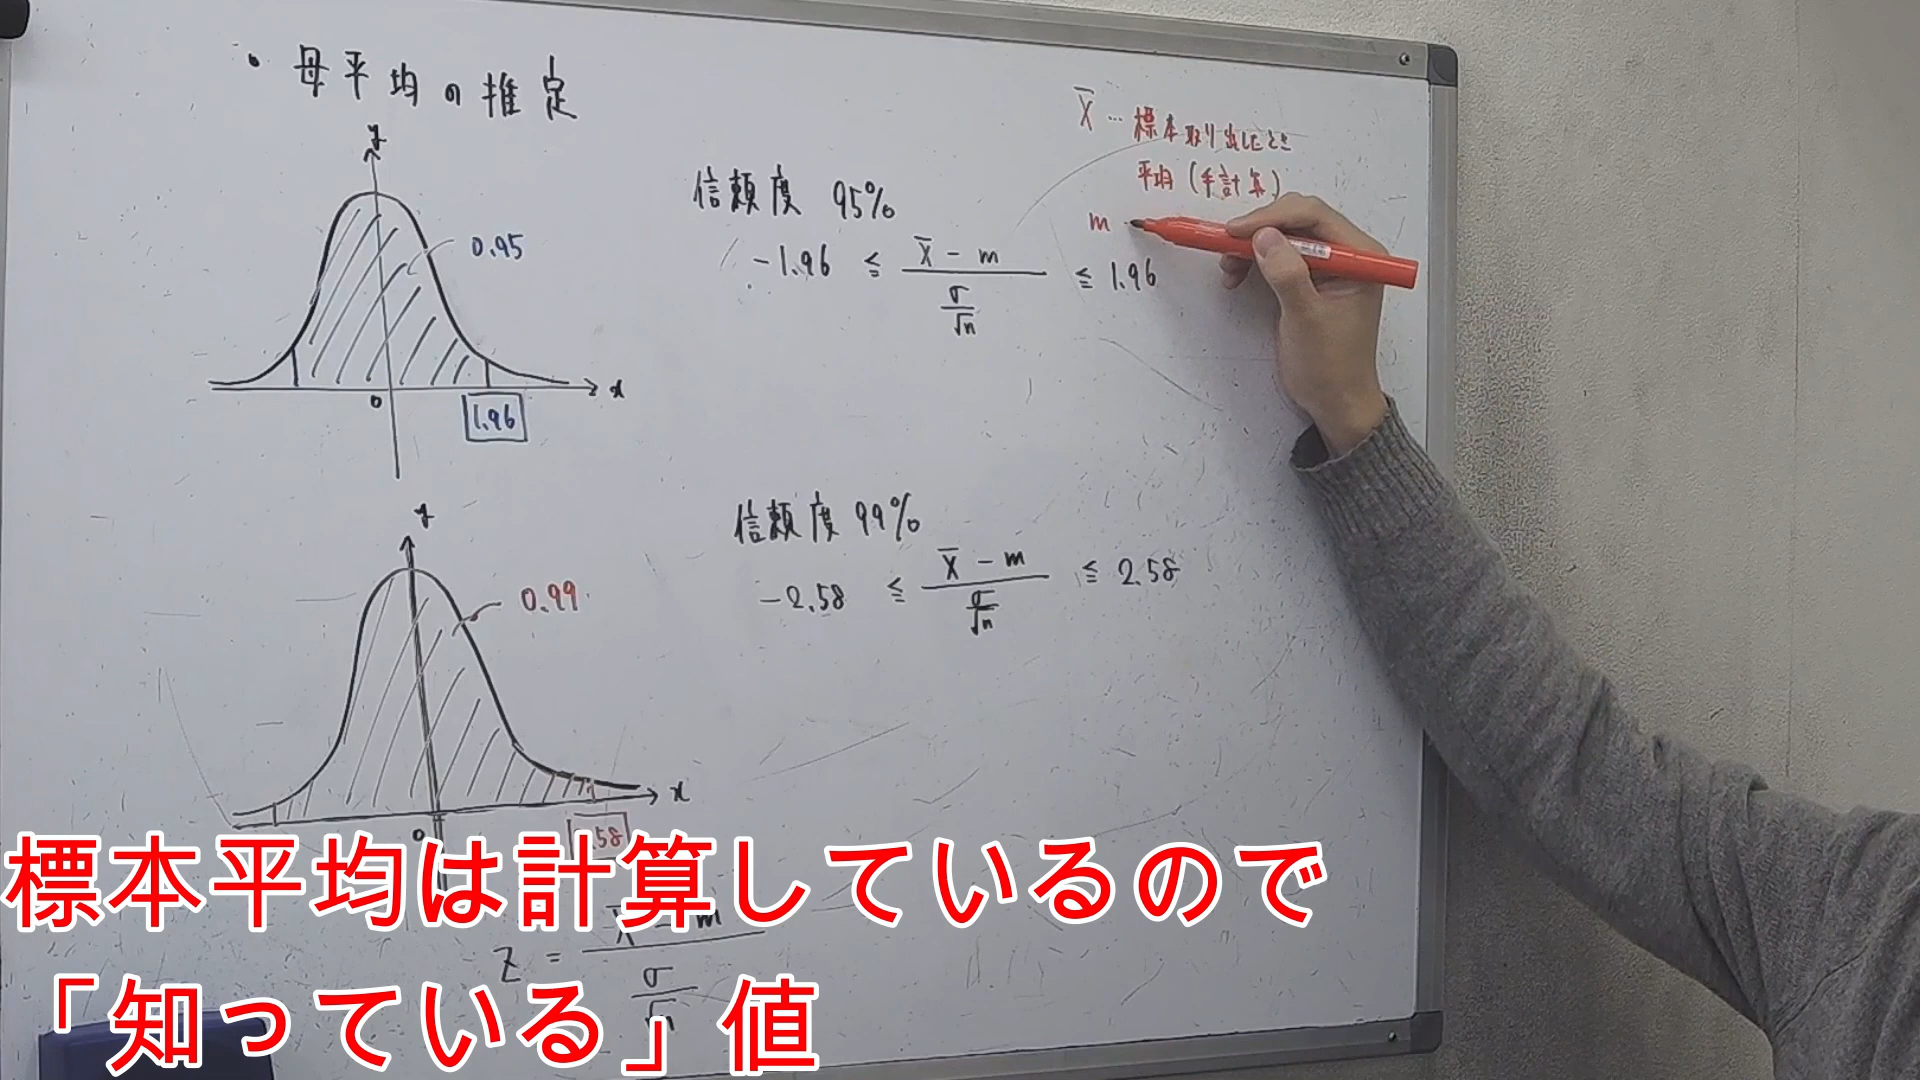 ・母平均の推定
y
0.95
0
x
1.96
信頼度 95%
-1.96 ≦ (X̄ - m) / (σ/√n) ≦ 1.96
X̄ … 標本取り出したとき
平均 (手計算)
m
y
0.99
0
x
.58
信頼度 99%
-2.58 ≦ (X̄ - m) / (σ/√n) ≦ 2.58
Z = (X̄ - m) / (σ/√n)
標本平均は計算しているので
「知っている」値